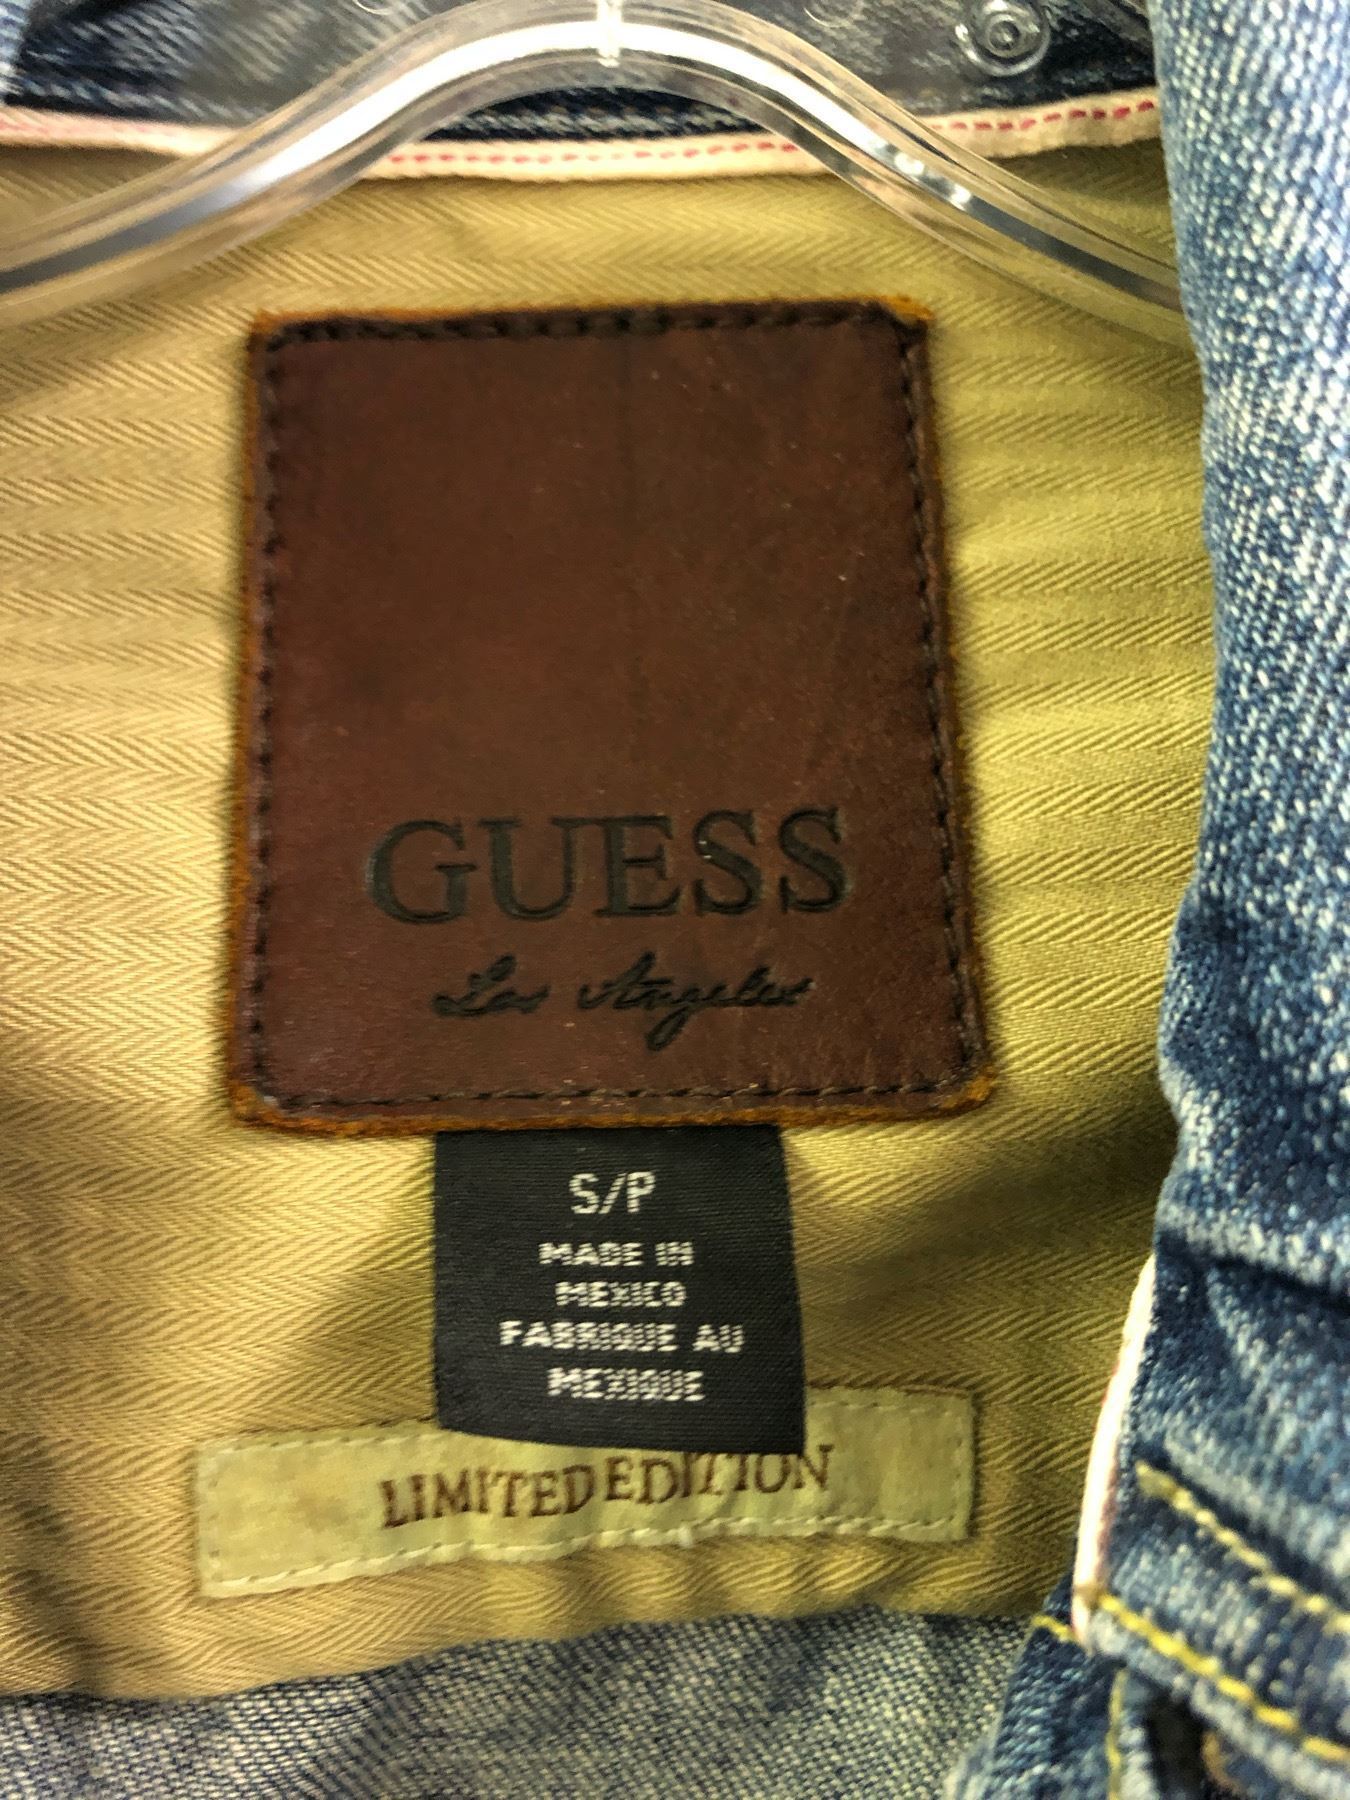 GUESS
Los Angeles
S/P
MADE IN
MEXICO
FABRIQUE AU
MEXIQUE
LIMITED EDITION